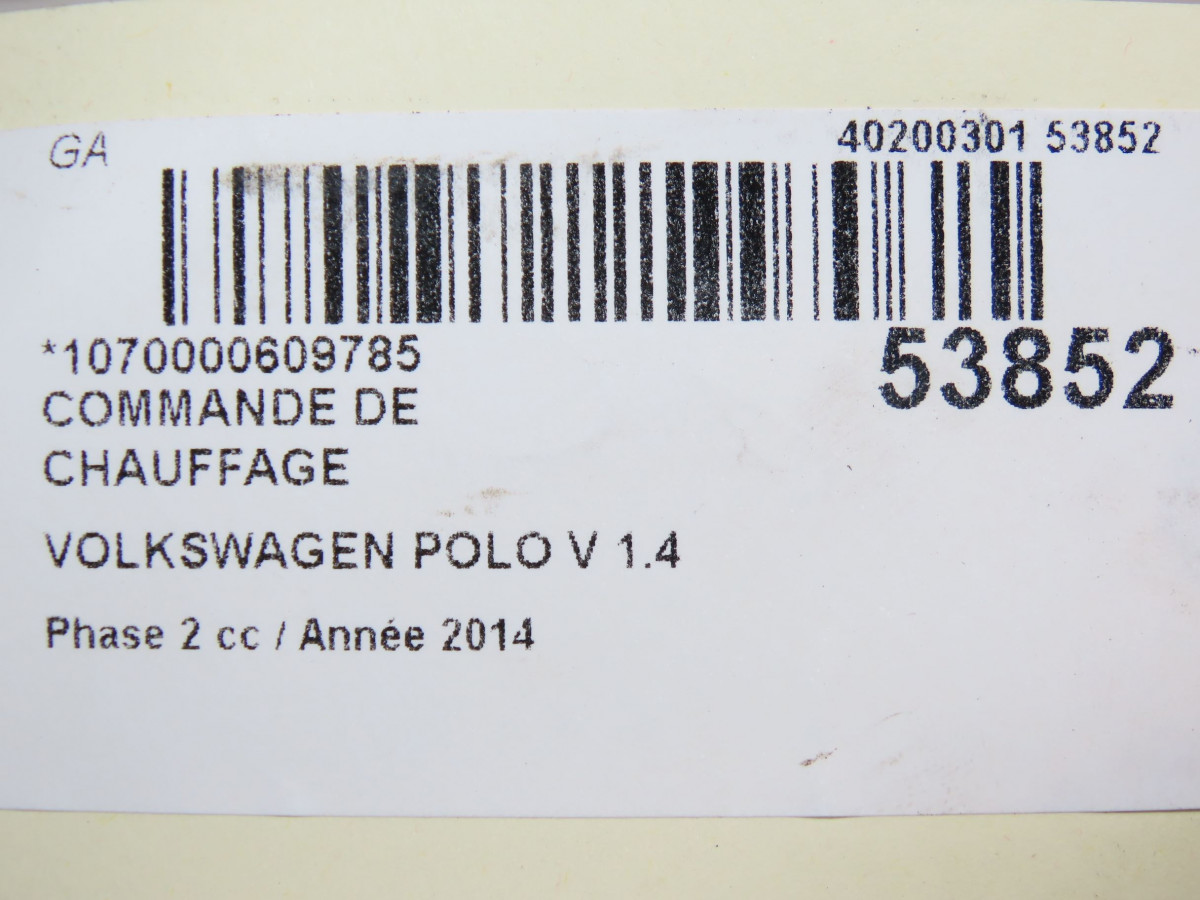 GA
40200301 53852
*1070000609785
53852
COMMANDE DE
CHAUFFAGE
VOLKSWAGEN POLO V 1.4
Phase 2 cc / Année 2014